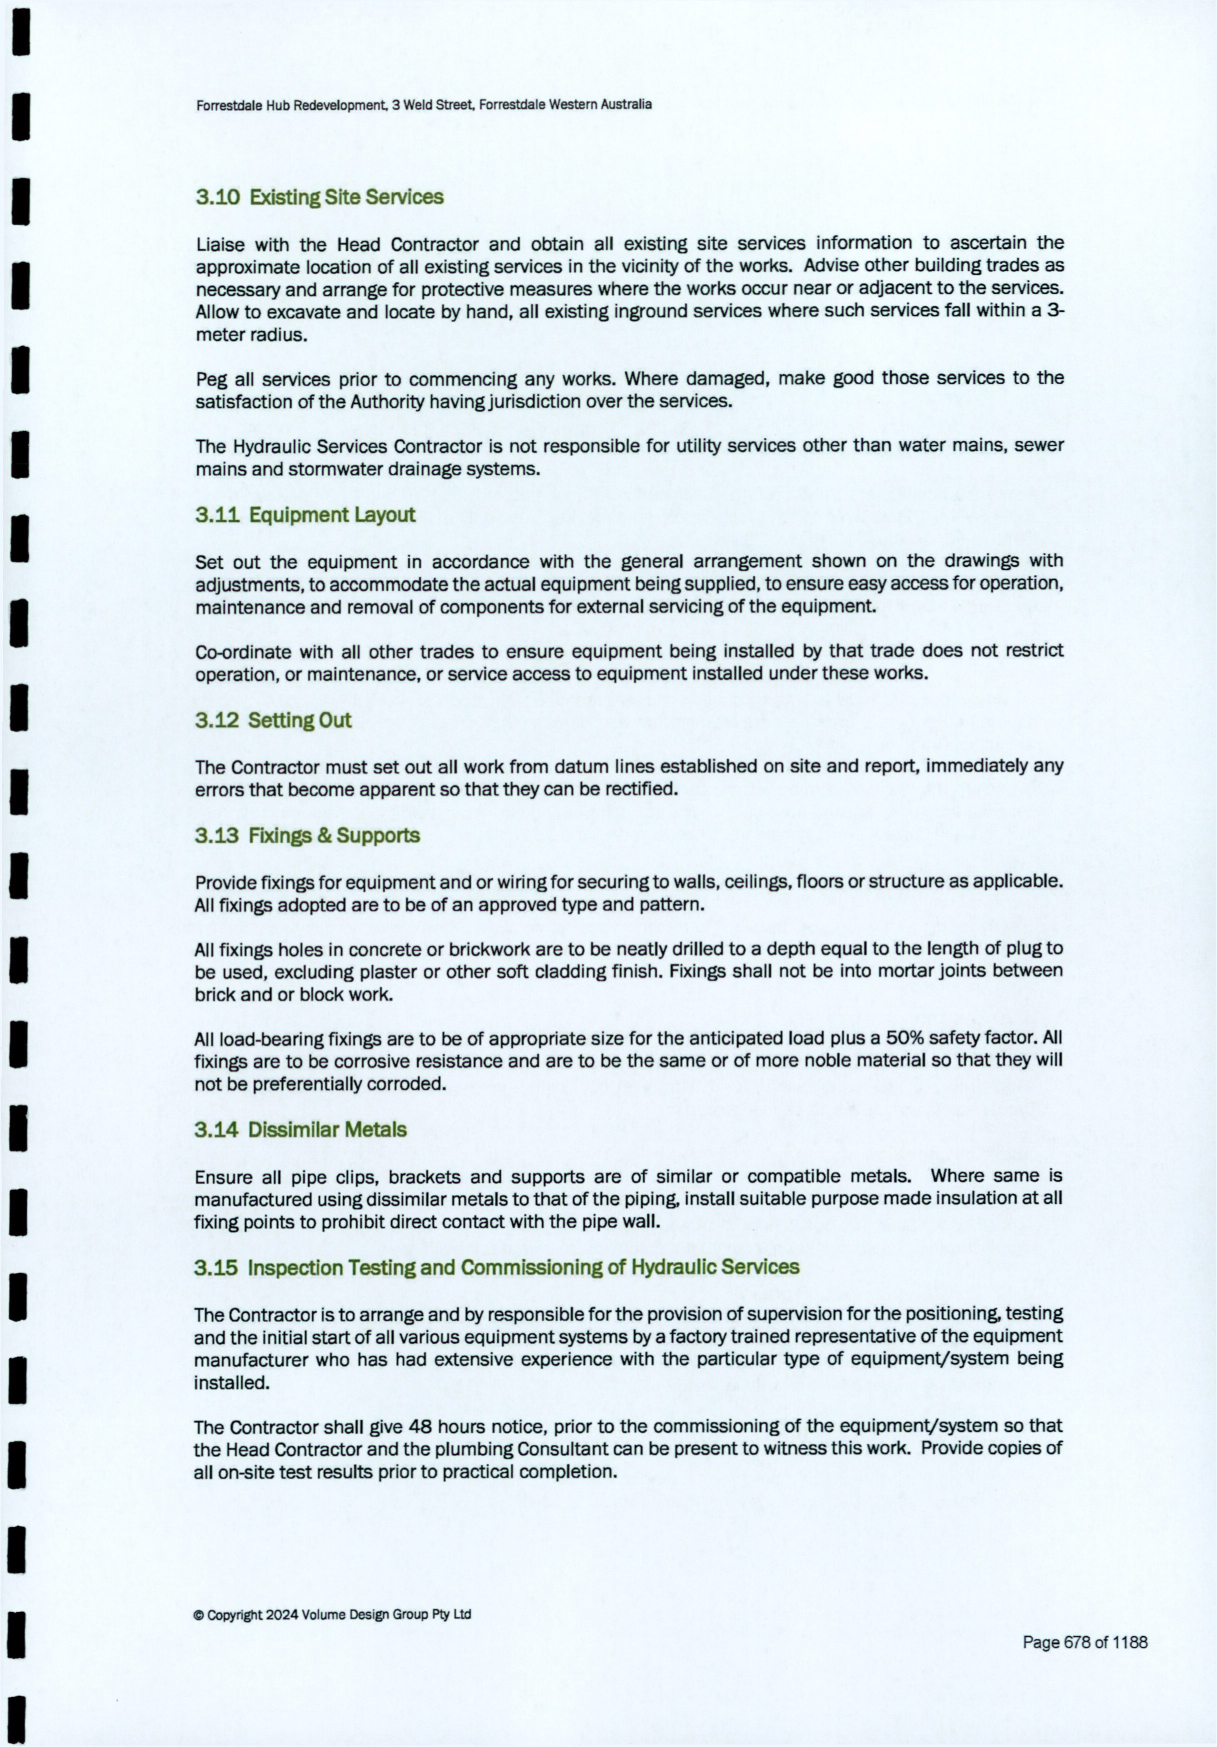 Forrestdale Hub Redevelopment, 3 Weld Street, Forrestdale Western Australia
3.10 Existing Site Services
Liaise with the Head Contractor and obtain all existing site services information to ascertain the
approximate location of all existing services in the vicinity of the works. Advise other building trades as
necessary and arrange for protective measures where the works occur near or adjacent to the services.
Allow to excavate and locate by hand, all existing inground services where such services fall within a 3-
meter radius.
Peg all services prior to commencing any works. Where damaged, make good those services to the
satisfaction of the Authority having jurisdiction over the services.
The Hydraulic Services Contractor is not responsible for utility services other than water mains, sewer
mains and stormwater drainage systems.
3.11 Equipment Layout
Set out the equipment in accordance with the general arrangement shown on the drawings with
adjustments, to accommodate the actual equipment being supplied, to ensure easy access for operation,
maintenance and removal of components for external servicing of the equipment.
Co-ordinate with all other trades to ensure equipment being installed by that trade does not restrict
operation, or maintenance, or service access to equipment installed under these works.
3.12 Setting Out
The Contractor must set out all work from datum lines established on site and report, immediately any
errors that become apparent so that they can be rectified.
3.13 Fixings & Supports
Provide fixings for equipment and or wiring for securing to walls, ceilings, floors or structure as applicable.
All fixings adopted are to be of an approved type and pattern.
All fixings holes in concrete or brickwork are to be neatly drilled to a depth equal to the length of plug to
be used, excluding plaster or other soft cladding finish. Fixings shall not be into mortar joints between
brick and or block work.
All load-bearing fixings are to be of appropriate size for the anticipated load plus a 50% safety factor. All
fixings are to be corrosive resistance and are to be the same or of more noble material so that they will
not be preferentially corroded.
3.14 Dissimilar Metals
Ensure all pipe clips, brackets and supports are of similar or compatible metals. Where same is
manufactured using dissimilar metals to that of the piping, install suitable purpose made insulation at all
fixing points to prohibit direct contact with the pipe wall.
3.15 Inspection Testing and Commissioning of Hydraulic Services
The Contractor is to arrange and by responsible for the provision of supervision for the positioning, testing
and the initial start of all various equipment systems by a factory trained representative of the equipment
manufacturer who has had extensive experience with the particular type of equipment/system being
installed.
The Contractor shall give 48 hours notice, prior to the commissioning of the equipment/system so that
the Head Contractor and the plumbing Consultant can be present to witness this work. Provide copies of
all on-site test results prior to practical completion.
© Copyright 2024 Volume Design Group Pty Ltd
Page 678 of 1188